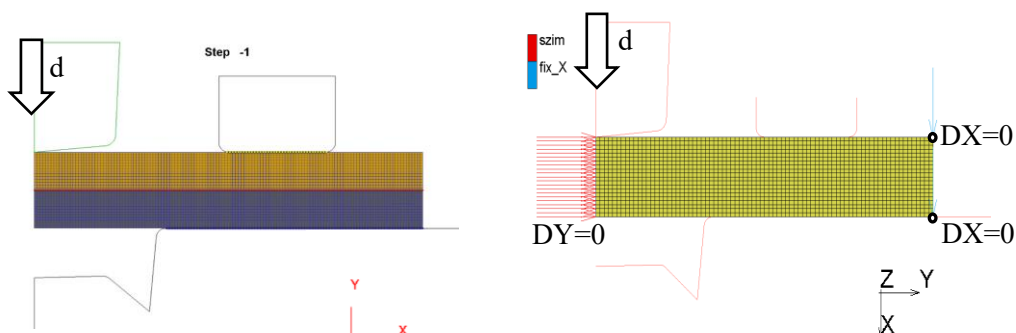 d
Step -1
Y
X
szim
fix_X
d
DX=0
DY=0
DX=0
Z
Y
X